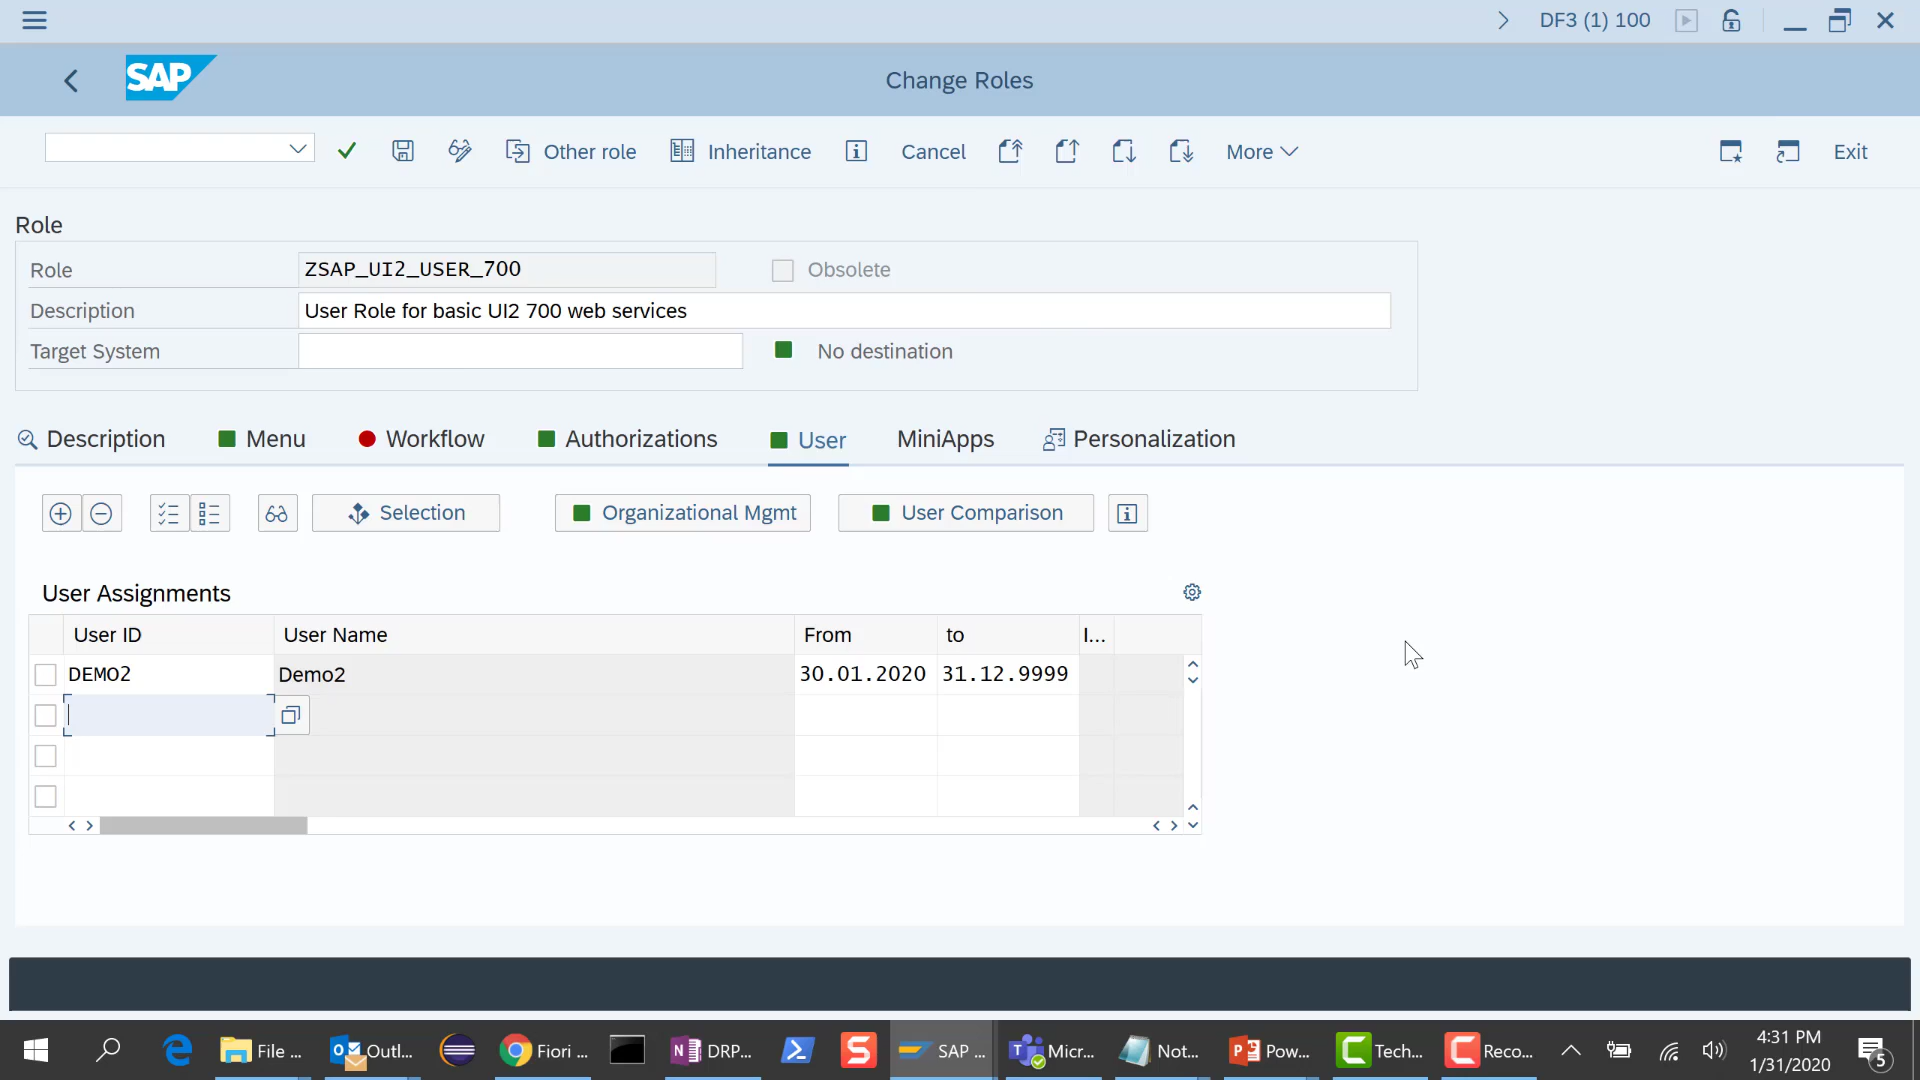 DF3 (1) 100
SAP
Change Roles
Other role
Inheritance
Cancel
More
Exit
Role
Role
ZSAP_UI2_USER_700
Obsolete
Description
User Role for basic UI2 700 web services
Target System
No destination
Description
Menu
Workflow
Authorizations
User
MiniApps
Personalization
Selection
Organizational Mgmt
User Comparison
User Assignments
User ID
User Name
From
to
I...
DEMO2
Demo2
30.01.2020
31.12.9999
File ...
Outl...
Fiori ...
DRP...
SAP ...
Micr...
Not...
Pow...
Tech...
Reco...
4:31 PM
1/31/2020
5